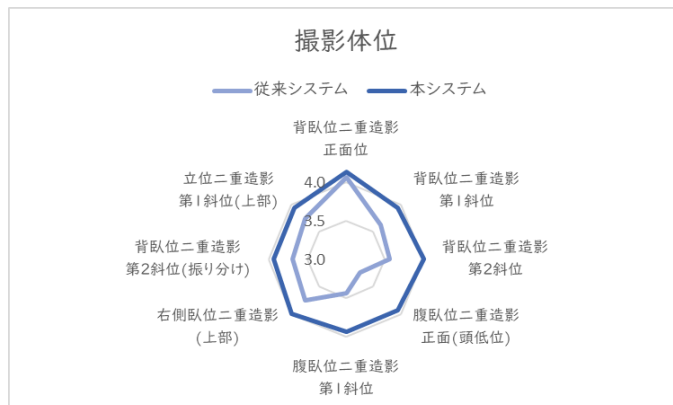 撮影体位
従来システム
本システム
背臥位二重造影
正面位
背臥位二重造影
第1斜位
背臥位二重造影
第2斜位
腹臥位二重造影
正面(頭低位)
腹臥位二重造影
第1斜位
右側臥位二重造影
(上部)
背臥位二重造影
第2斜位(振り分け)
立位二重造影
第1斜位(上部)
4.0
3.5
3.0